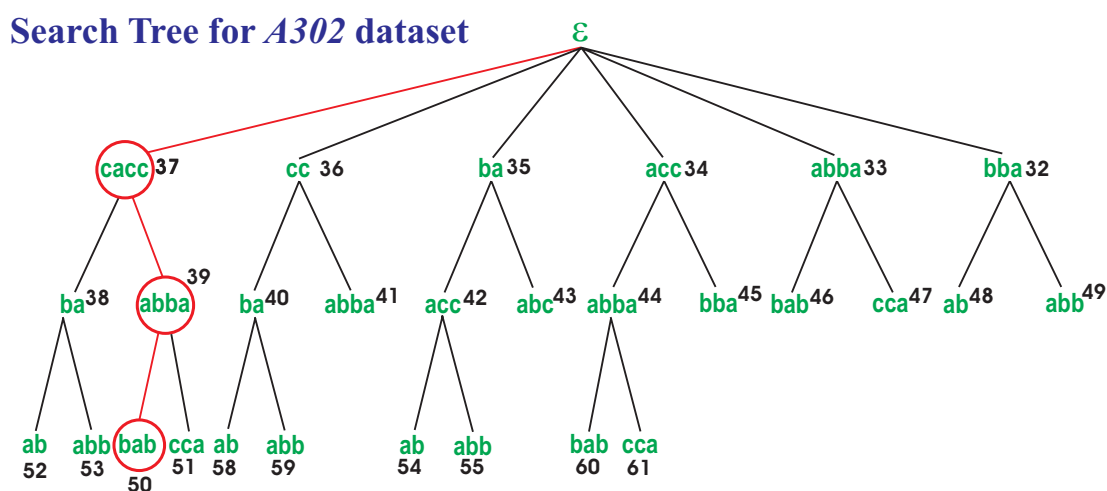 Search Tree for A302 dataset
ε
cacc 37 cc 36 ba 35 acc 34 abba 33 bba 32
ba 38 abba 39 ba 40 abba 41 acc 42 abc 43 abba 44 bba 45 bab 46 cca 47 ab 48 abb 49
ab abb bab cca ab abb ab abb bab cca
52 53 50 51 58 59 54 55 60 61